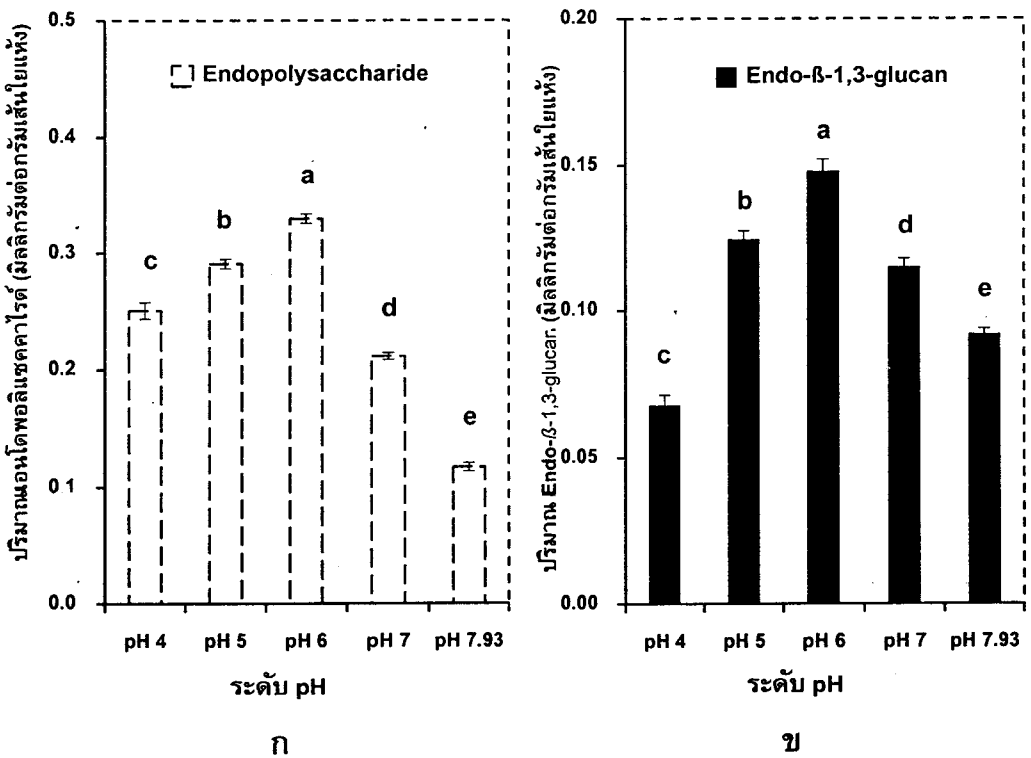 ปริมาณเอนโดพอลิแซคคาไรด์ (มิลลิกรัมต่อกรัมเส้นใยแห้ง)
0.5
0.4
0.3
0.2
0.1
0.0
Endopolysaccharide
c
b
a
d
e
pH 4
pH 5
pH 6
pH 7
pH 7.93
ระดับ pH
ก
ปริมาณ Endo-ß-1,3-glucan (มิลลิกรัมต่อกรัมเส้นใยแห้ง)
0.20
0.15
0.10
0.05
0.00
Endo-ß-1,3-glucan
c
b
a
d
e
pH 4
pH 5
pH 6
pH 7
pH 7.93
ระดับ pH
ข